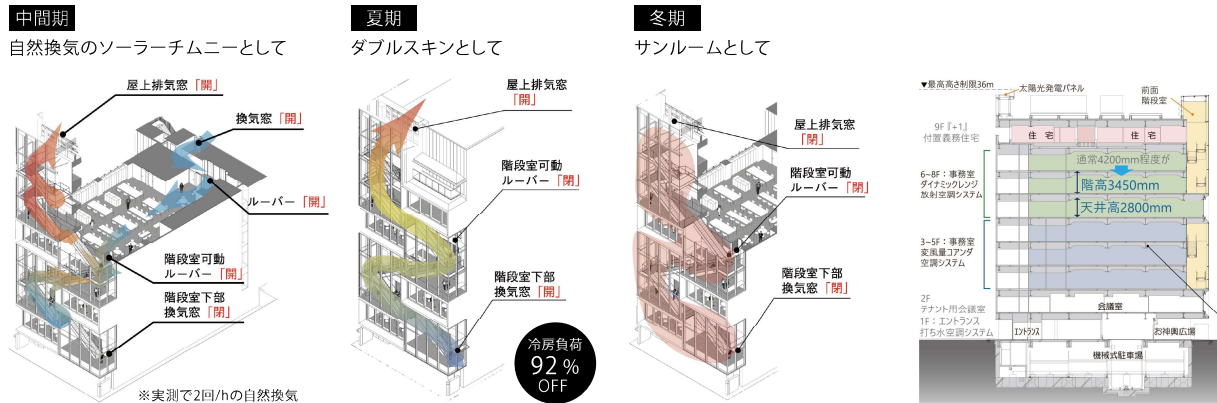 中間期
自然換気のソーラーチムニーとして
屋上排気窓「開」
換気窓「開」
ルーバー「開」
階段室可動
ルーバー「開」
階段室下部
換気窓「閉」
※実測で2回/hの自然換気
夏期
ダブルスキンとして
屋上排気窓
「開」
階段室可動
ルーバー「閉」
階段室下部
換気窓「開」
冷房負荷
92%
OFF
冬期
サンルームとして
屋上排気窓
「閉」
階段室可動
ルーバー「閉」
階段室下部
換気窓「閉」
▼最高高さ制限36m
太陽光発電パネル
前面
階段室
9F『+1』
付置義務住宅
住 宅
住 宅
通常4200mm程度が
階高3450mm
天井高2800mm
6~8F：事務室
ダイナミックレンジ
放射空調システム
3~5F：事務室
変風量コアンダ
空調システム
2F
テナント用会議室
1F：エントランス
打ち水空調システム
会議室
エントランス
お神輿広場
機械式駐車場